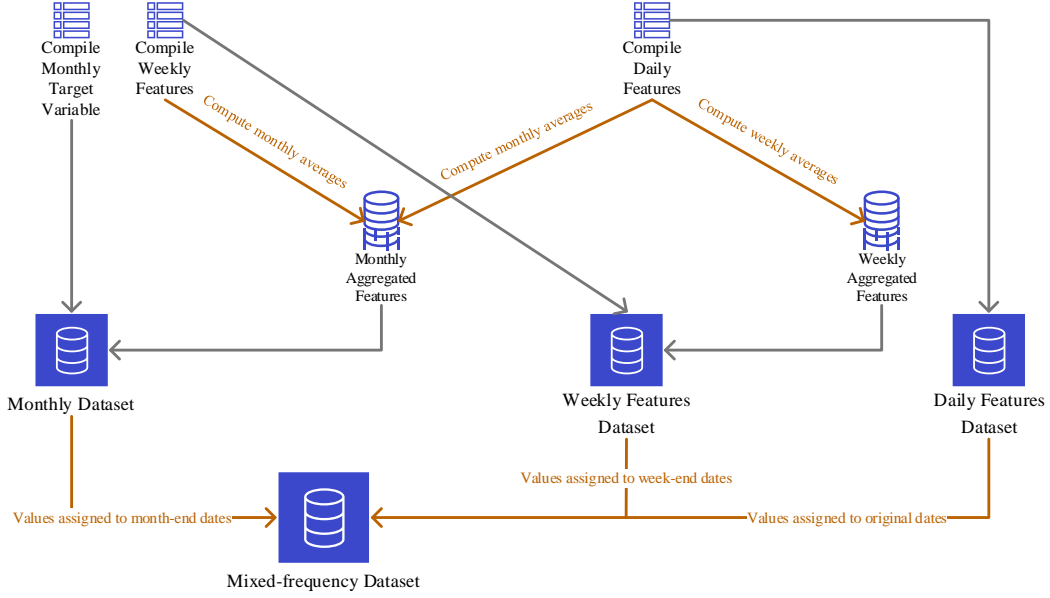 Compile
Monthly
Target
Variable
Compile
Weekly
Features
Compile
Daily
Features
Compute monthly averages
Compute monthly averages
Compute weekly averages
Monthly
Aggregated
Features
Weekly
Aggregated
Features
Monthly Dataset
Weekly Features
Dataset
Daily Features
Dataset
Values assigned to week-end dates
Values assigned to month-end dates
Values assigned to original dates
Mixed-frequency Dataset